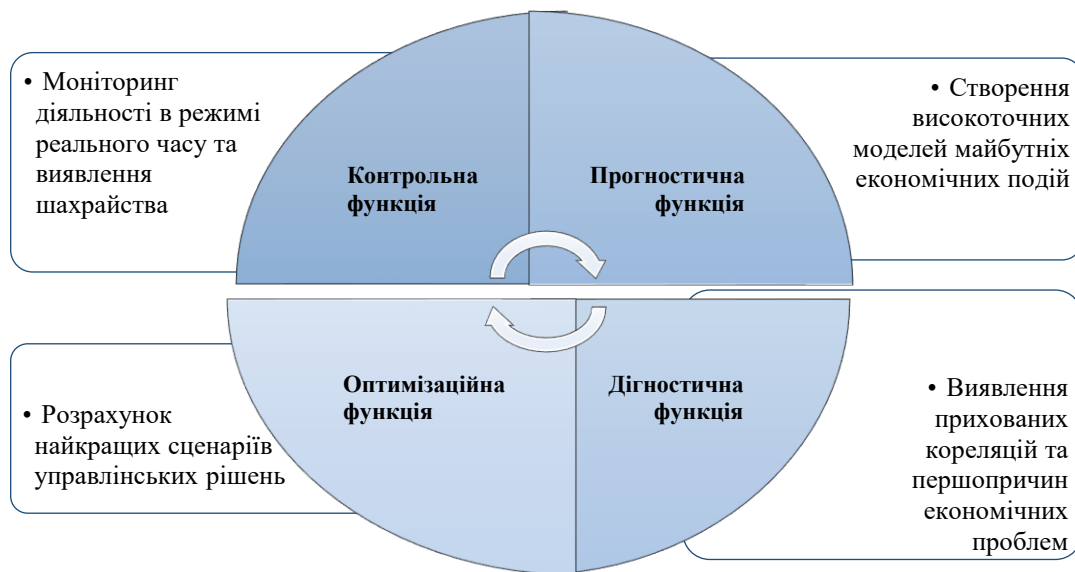 • Моніторинг
діяльності в режимі
реального часу та
виявлення
шахрайства
Контрольна
функція
Прогностична
функція
• Створення
високоточних
моделей майбутніх
економічних подій
• Розрахунок
найкращих сценаріїв
управлінських рішень
Оптимізаційна
функція
Дігностична
функція
• Виявлення
прихованих
кореляцій та
першопричин
економічних
проблем